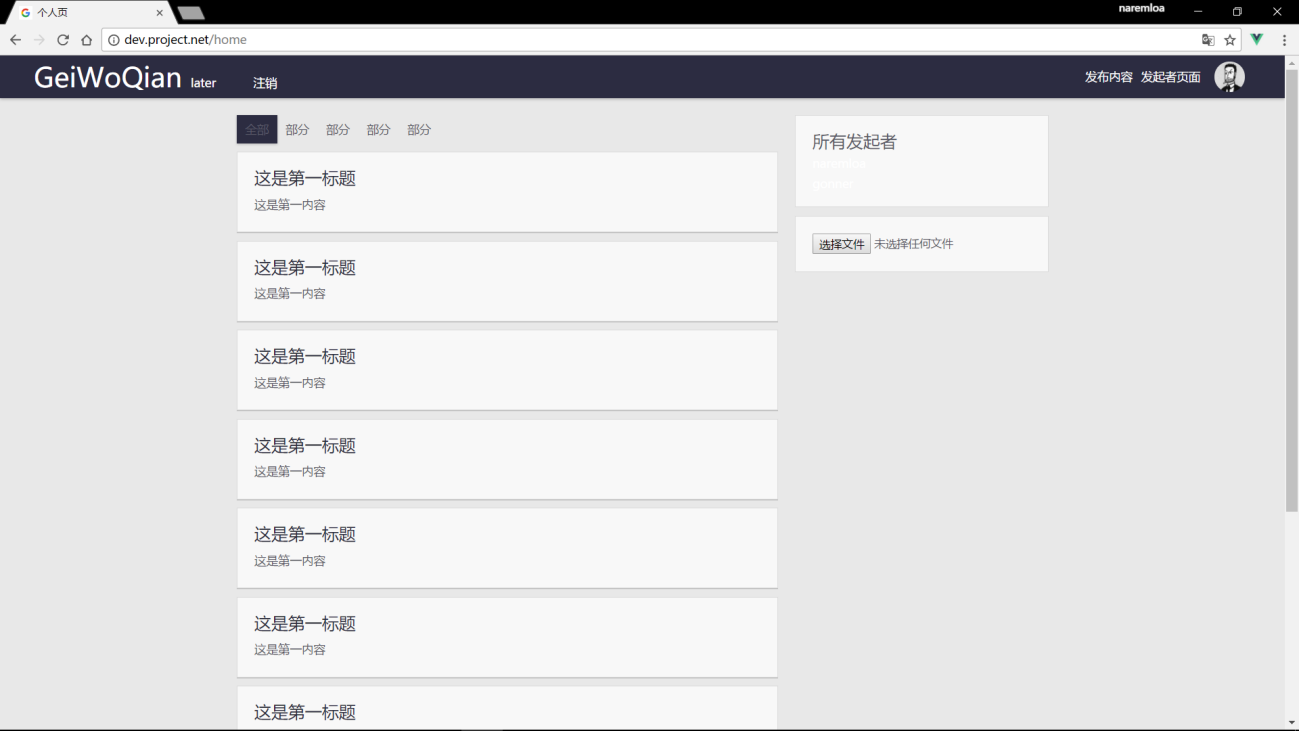 个人页
naremloa
dev.project.net/home
GeiWoQian later 注销 发布内容 发起者页面
全部 部分 部分 部分 部分
所有发起者
naremloa
这是第一标题
这是第一内容
这是第一标题
这是第一内容
这是第一标题
这是第一内容
这是第一标题
这是第一内容
这是第一标题
这是第一内容
这是第一标题
这是第一内容
这是第一标题
选择文件 未选择任何文件